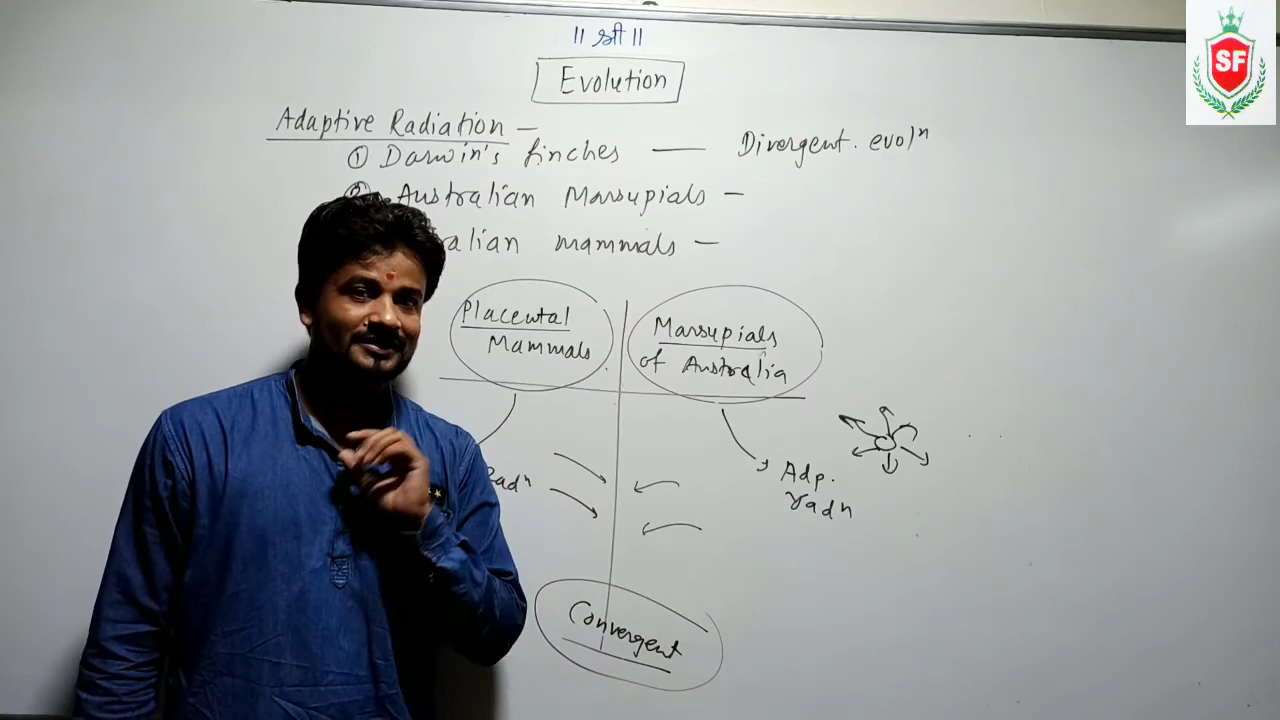 ॥ श्री ॥
SF
Evolution
Adaptive Radiation –
① Darwin's finches — Divergent. evolⁿ
② Australian Marsupials –
mammals –
Placental
Mammals
Marsupials
of Australia
Adp.
radⁿ
Convergent